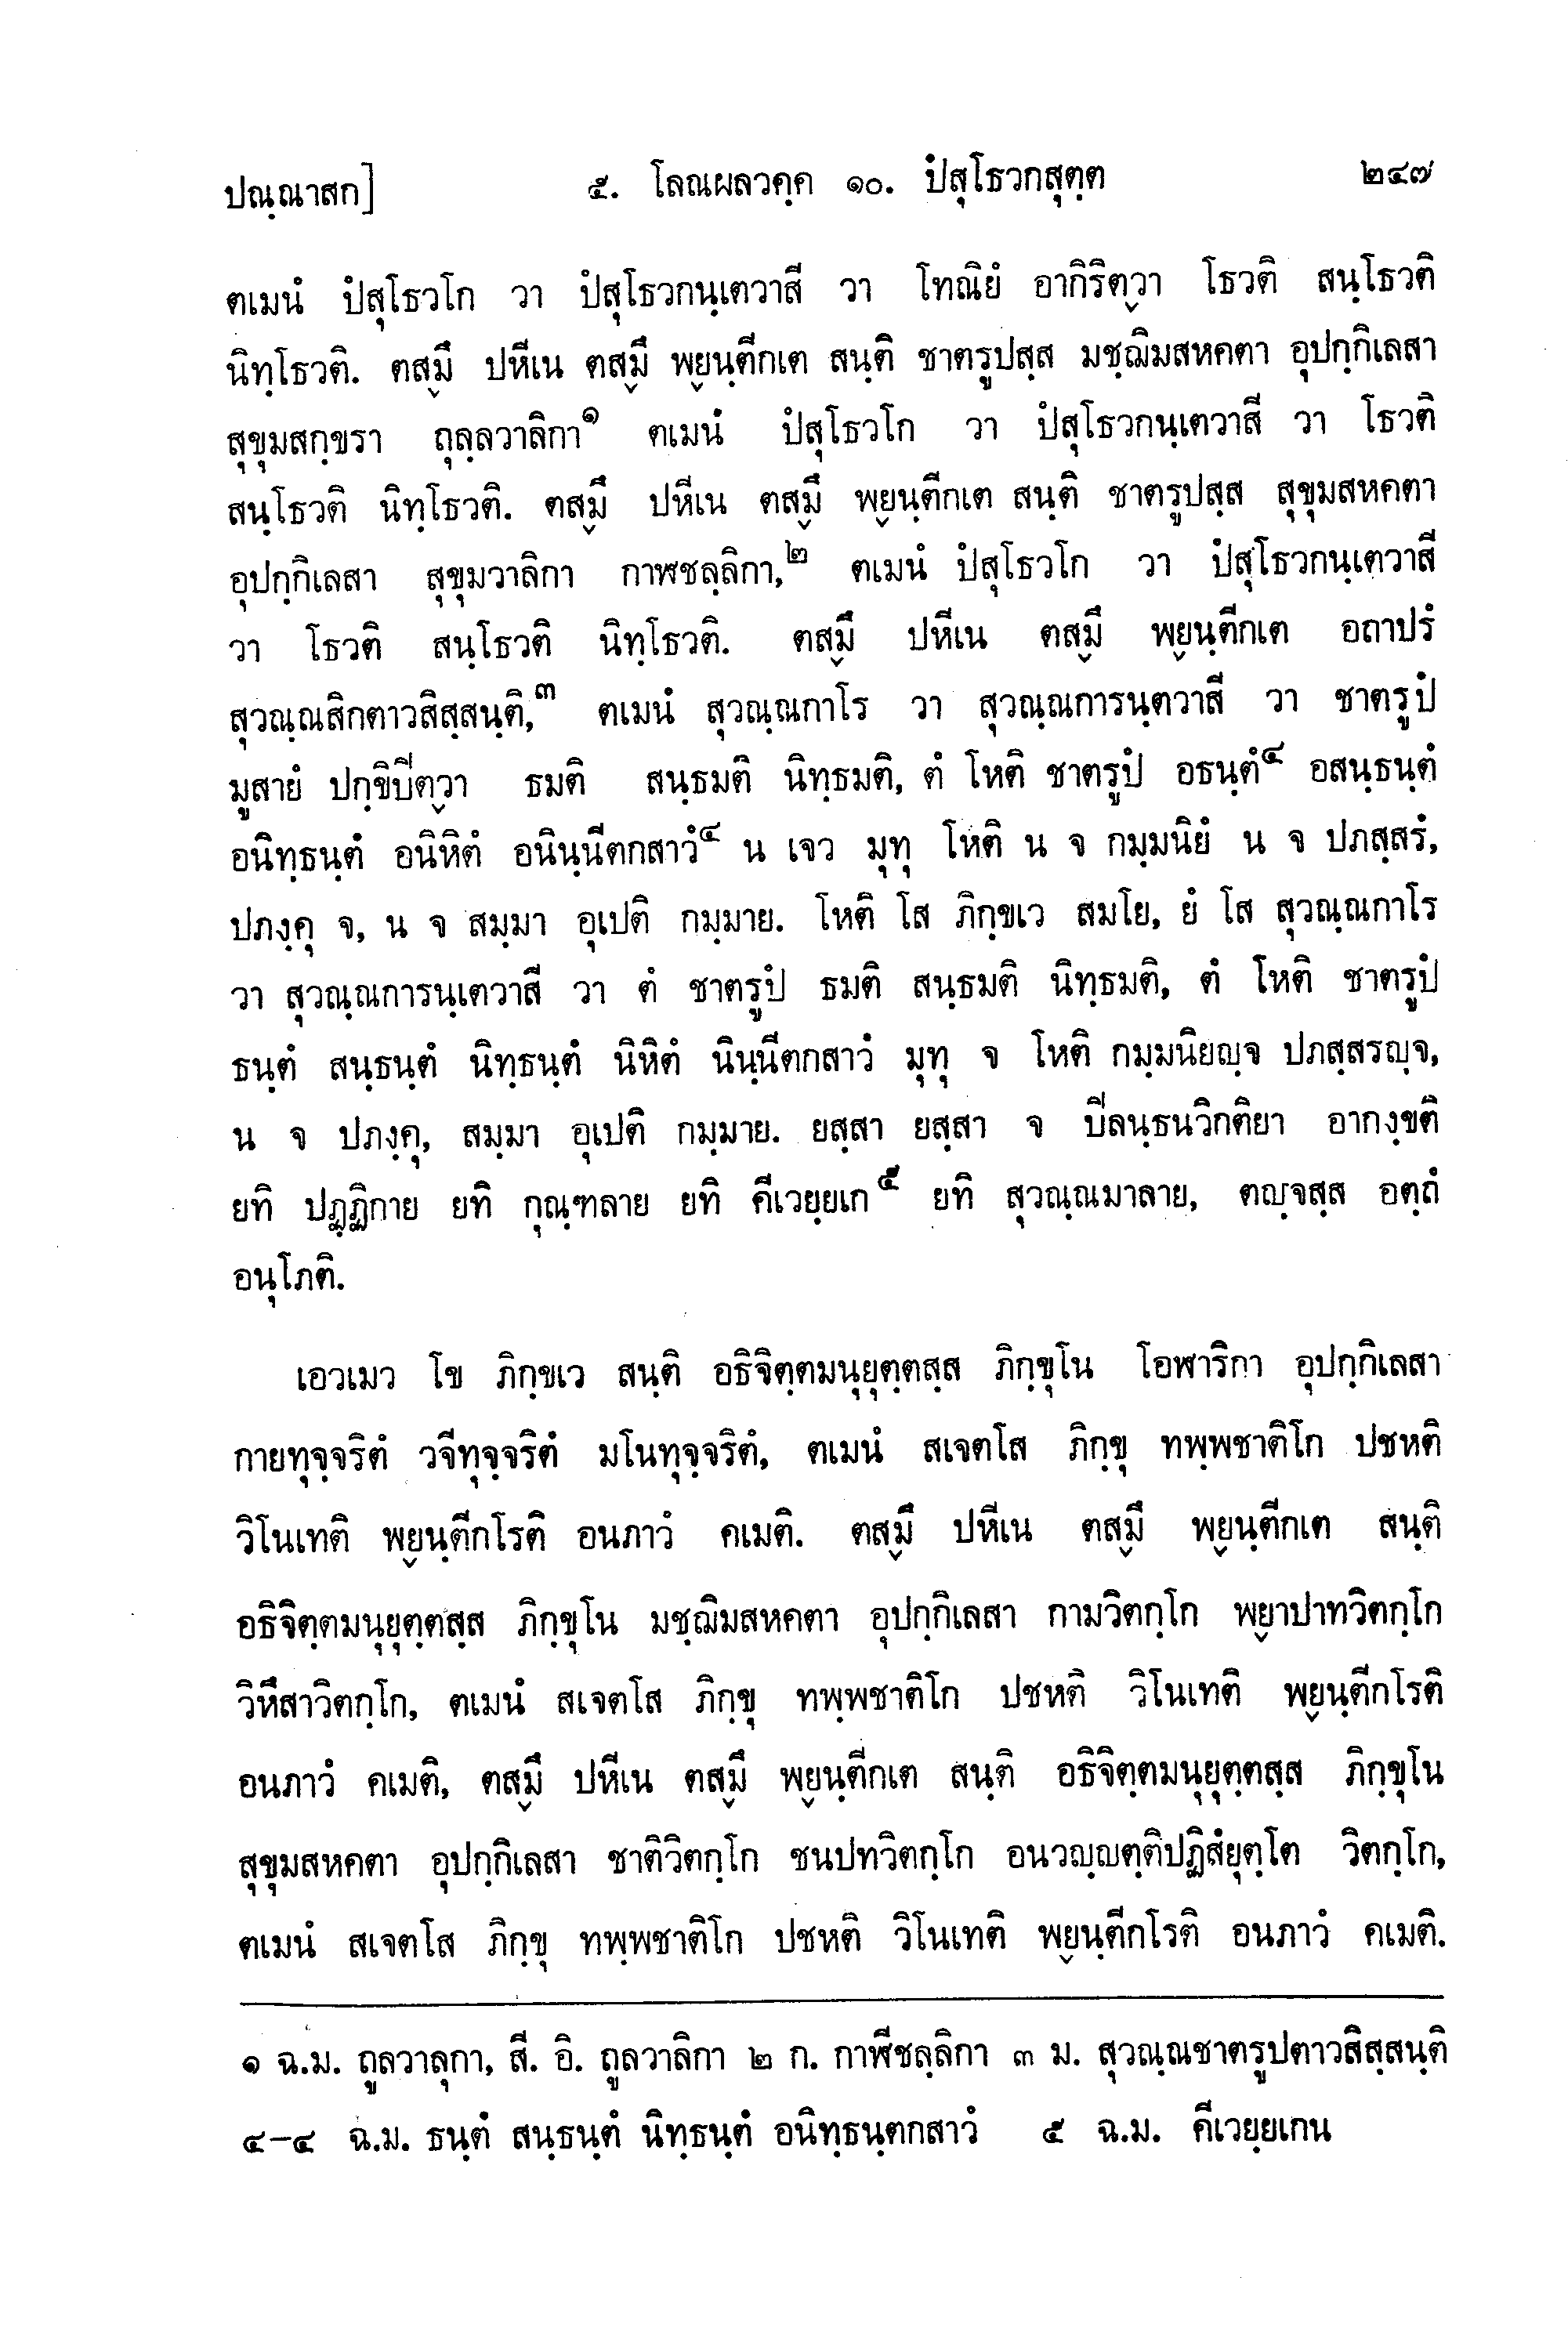 ปณฺณาสก] ๕. โลณผลวคฺค ๑๐. ปํสุโธวกสุตฺต ๒๔๗
ตเมนํ ปํสุโธวโก วา ปํสุโธวกนฺเตวาสี วา โทณิยํ อากิริตฺวา โธวติ สนฺโธวติ
นิทฺโธวติ. ตสฺมึ ปหีเน ตสฺมึ พฺยนฺตีกเต สนฺติ ชาตรูปสฺส มชฺฌิมสหคตา อุปกฺกิเลสา
สุขุมสกฺขรา ถุลฺลวาลิกา๑ ตเมนํ ปํสุโธวโก วา ปํสุโธวกนฺเตวาสี วา โธวติ
สนฺโธวติ นิทฺโธวติ. ตสฺมึ ปหีเน ตสฺมึ พฺยนฺตีกเต สนฺติ ชาตรูปสฺส สุขุมสหคตา
อุปกฺกิเลสา สุขุมวาลิกา กาฬชลฺลิกา,๒ ตเมนํ ปํสุโธวโก วา ปํสุโธวกนฺเตวาสี
วา โธวติ สนฺโธวติ นิทฺโธวติ. ตสฺมึ ปหีเน ตสฺมึ พฺยนฺตีกเต อถาปรํ
สุวณฺณสิกตาวสิสฺสนฺติ,๓ ตเมนํ สุวณฺณกาโร วา สุวณฺณการนฺตวาสี วา ชาตรูปํ
มูสายํ ปกฺขิปิตฺวา ธมติ สนฺธมติ นิทฺธมติ, ตํ โหติ ชาตรูปํ อธนฺตํ๔ อสนฺธนฺตํ
อนิทฺธนฺตํ อนิหิตํ อนินฺนีตกสาวํ๔ น เจว มุทุ โหติ น จ กมฺมนิยํ น จ ปภสฺสรํ,
ปภงฺคุ จ, น จ สมฺมา อุเปติ กมฺมาย. โหติ โส ภิกฺขเว สมโย, ยํ โส สุวณฺณกาโร
วา สุวณฺณการนฺเตวาสี วา ตํ ชาตรูปํ ธมติ สนฺธมติ นิทฺธมติ, ตํ โหติ ชาตรูปํ
ธนฺตํ สนฺธนฺตํ นิทฺธนฺตํ นิหิตํ นินฺนีตกสาวํ มุทุ จ โหติ กมฺมนิยญฺจ ปภสฺสรญฺจ,
น จ ปภงฺคุ, สมฺมา อุเปติ กมฺมาย. ยสฺสา ยสฺสา จ ปิลนฺธนวิกติยา อากงฺขติ
ยทิ ปฏฺฏิกาย ยทิ กุณฺฑลาย ยทิ คีเวยฺยเก๕ ยทิ สุวณฺณมาลาย, ตญฺจสฺส อตฺถํ
อนุโภติ.
เอวเมว โข ภิกฺขเว สนฺติ อธิจิตฺตมนุยุตฺตสฺส ภิกฺขุโน โอฬาริกา อุปกฺกิเลสา
กายทุจฺจริตํ วจีทุจฺจริตํ มโนทุจฺจริตํ, ตเมนํ สเจตโส ภิกฺขุ ทพฺพชาติโก ปชหติ
วิโนเทติ พฺยนฺตีกโรติ อนภาวํ คเมติ. ตสฺมึ ปหีเน ตสฺมึ พฺยนฺตีกเต สนฺติ
อธิจิตฺตมนุยุตฺตสฺส ภิกฺขุโน มชฺฌิมสหคตา อุปกฺกิเลสา กามวิตกฺโก พฺยาปาทวิตกฺโก
วิหึสาวิตกฺโก, ตเมนํ สเจตโส ภิกฺขุ ทพฺพชาติโก ปชหติ วิโนเทติ พฺยนฺตีกโรติ
อนภาวํ คเมติ, ตสฺมึ ปหีเน ตสฺมึ พฺยนฺตีกเต สนฺติ อธิจิตฺตมนุยุตฺตสฺส ภิกฺขุโน
สุขุมสหคตา อุปกฺกิเลสา ชาติวิตกฺโก ชนปทวิตกฺโก อนวญฺญตฺติปฏิสํยุตฺโต วิตกฺโก,
ตเมนํ สเจตโส ภิกฺขุ ทพฺพชาติโก ปชหติ วิโนเทติ พฺยนฺตีกโรติ อนภาวํ คเมติ.
๑ ฉ.ม. ถูลวาลุกา, สี. อิ. ถูลวาลิกา ๒ ก. กาฬีชลฺลิกา ๓ ม. สุวณฺณชาตรูปตาวสิสฺสนฺติ
๔-๔ ฉ.ม. ธนฺตํ สนฺธนฺตํ นิทฺธนฺตํ อนิทฺธนฺตกสาวํ ๕ ฉ.ม. คีเวยฺยเกน